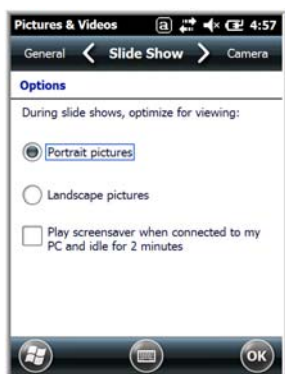 Pictures & Videos a 4:57
General Slide Show Camera
Options
During slide shows, optimize for viewing:
Portrait pictures
Landscape pictures
Play screensaver when connected to my
PC and idle for 2 minutes
OK